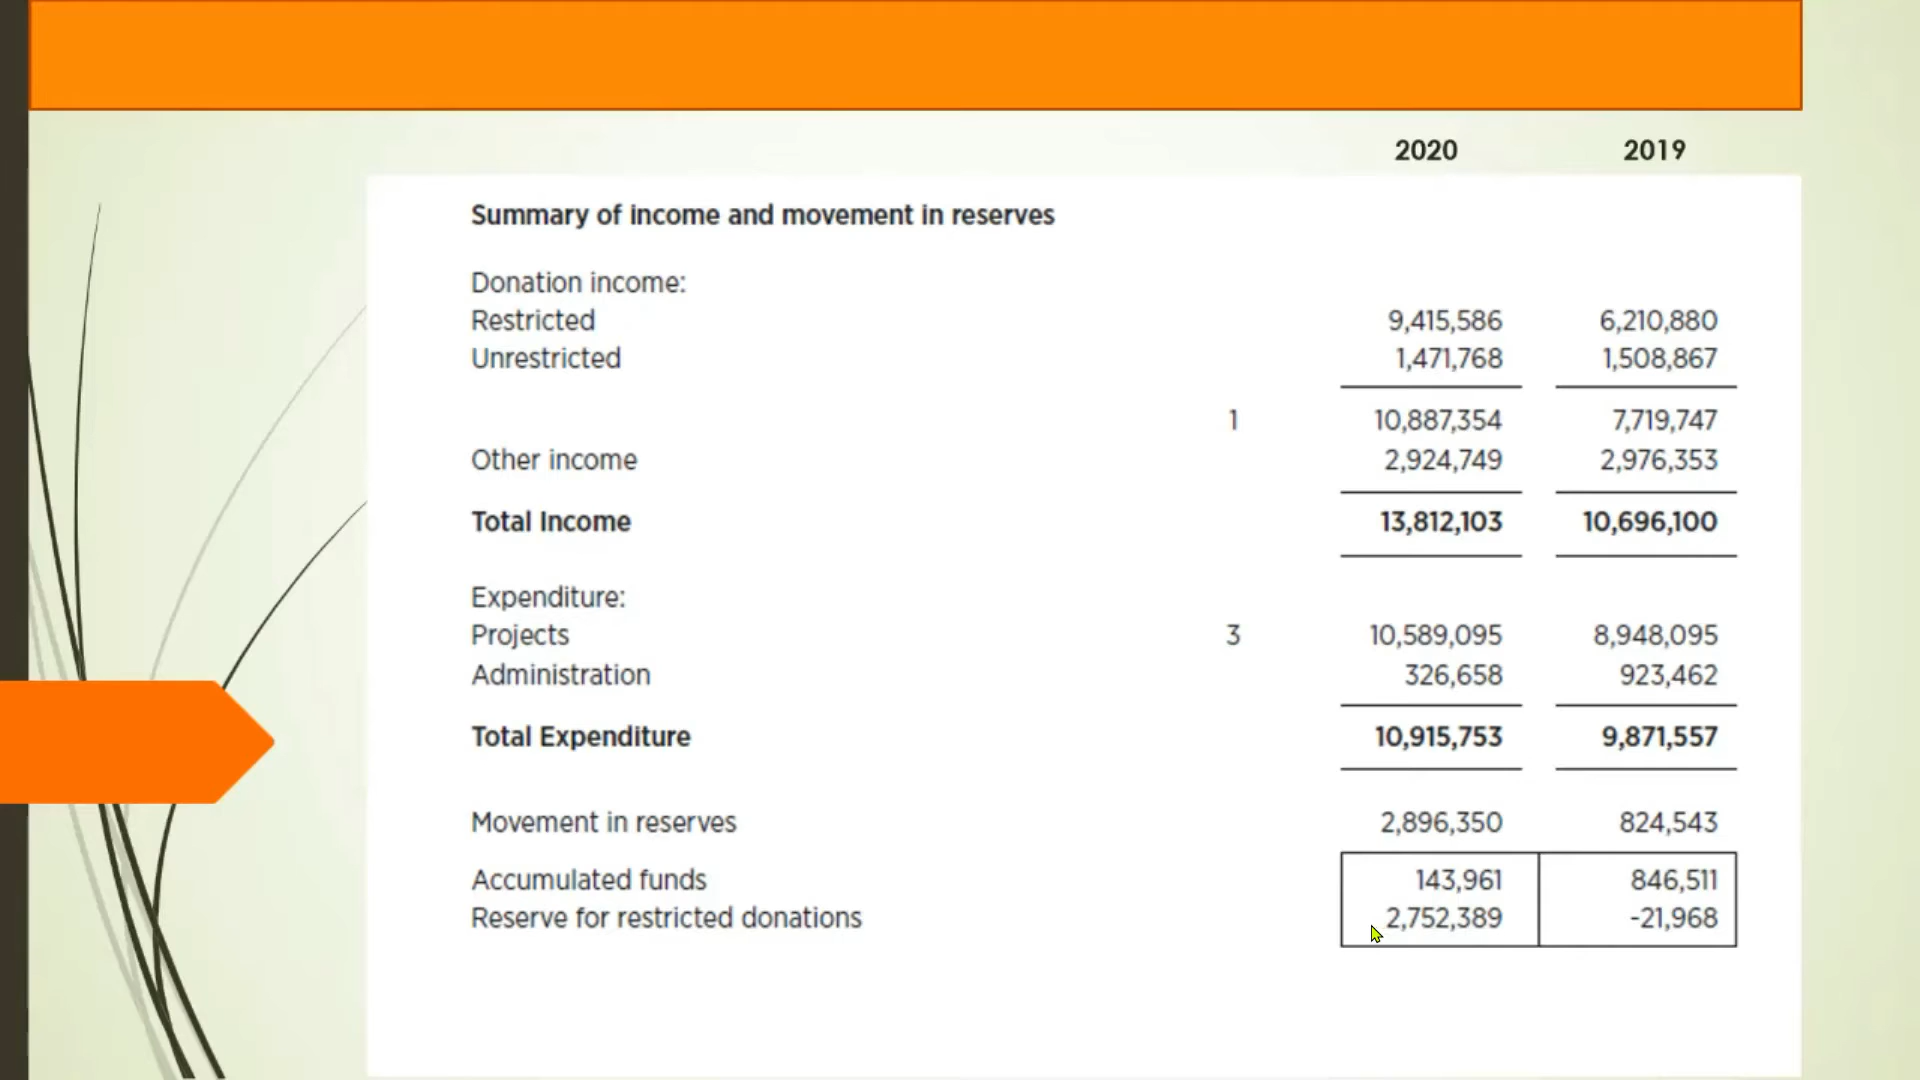 2020 2019
Summary of income and movement in reserves
Donation income:
Restricted 9,415,586 6,210,880
Unrestricted 1,471,768 1,508,867
1 10,887,354 7,719,747
Other income 2,924,749 2,976,353
Total Income 13,812,103 10,696,100
Expenditure:
Projects 3 10,589,095 8,948,095
Administration 326,658 923,462
Total Expenditure 10,915,753 9,871,557
Movement in reserves 2,896,350 824,543
Accumulated funds 143,961 846,511
Reserve for restricted donations 2,752,389 -21,968